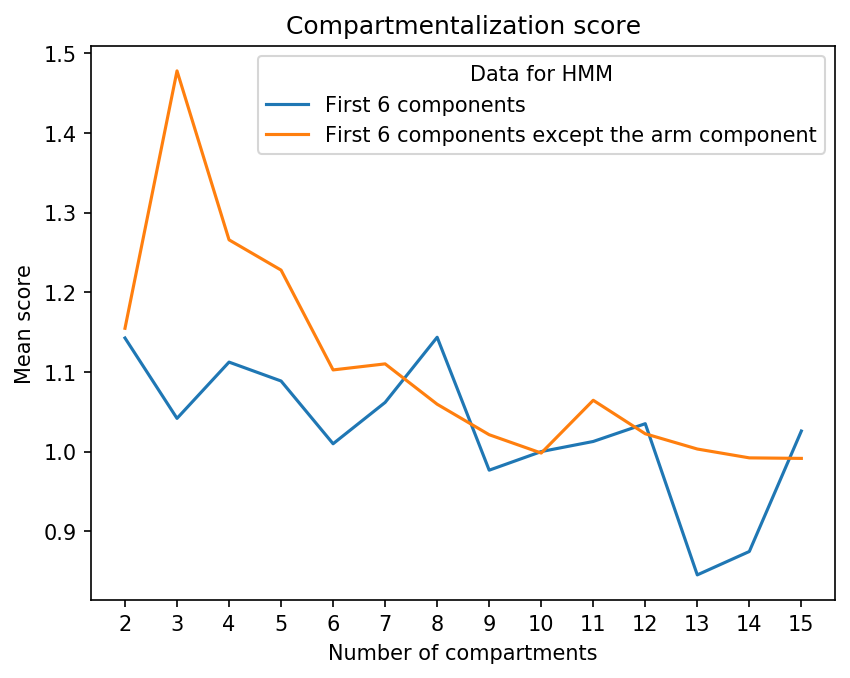 Compartmentalization score
Data for HMM
First 6 components
First 6 components except the arm component
Mean score
1.5
1.4
1.3
1.2
1.1
1.0
0.9
2 3 4 5 6 7 8 9 10 11 12 13 14 15
Number of compartments